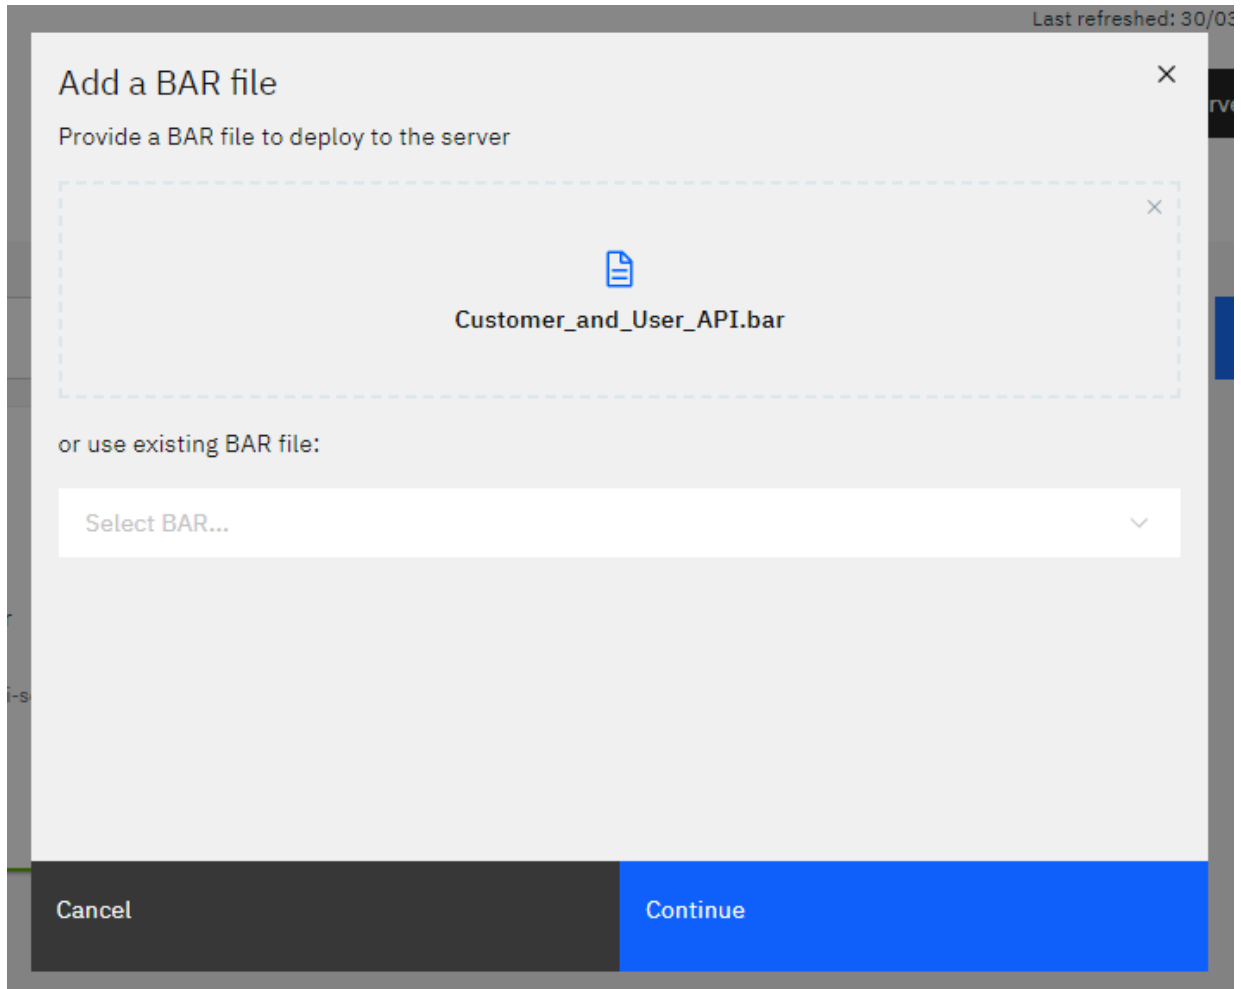 Last refreshed: 30/03
Add a BAR file
Provide a BAR file to deploy to the server
Customer_and_User_API.bar
or use existing BAR file:
Select BAR...
Cancel
Continue